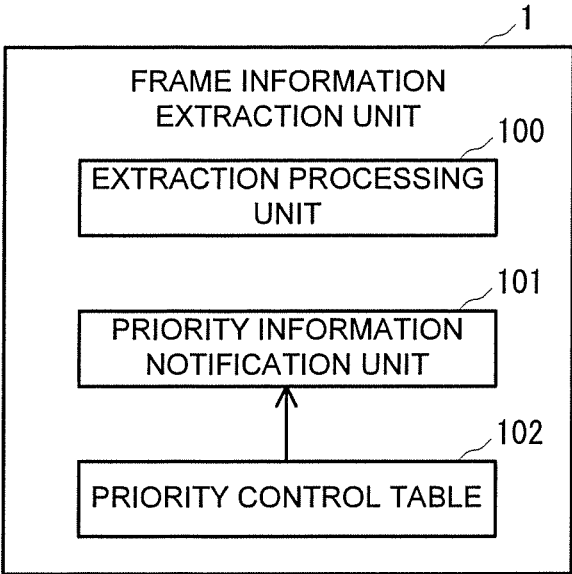 1
FRAME INFORMATION
EXTRACTION UNIT
100
EXTRACTION PROCESSING
UNIT
101
PRIORITY INFORMATION
NOTIFICATION UNIT
102
PRIORITY CONTROL TABLE